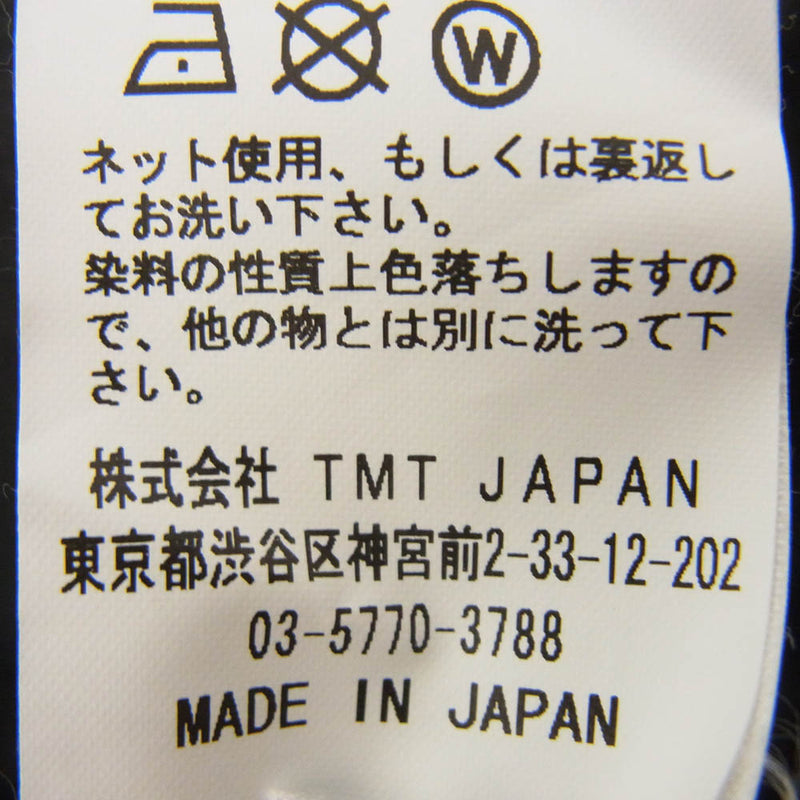 W
ネット使用、もしくは裏返し
てお洗い下さい。
染料の性質上色落ちしますの
で、他の物とは別に洗って下
さい。
株式会社 TMT JAPAN
東京都渋谷区神宮前2-33-12-202
03-5770-3788
MADE IN JAPAN